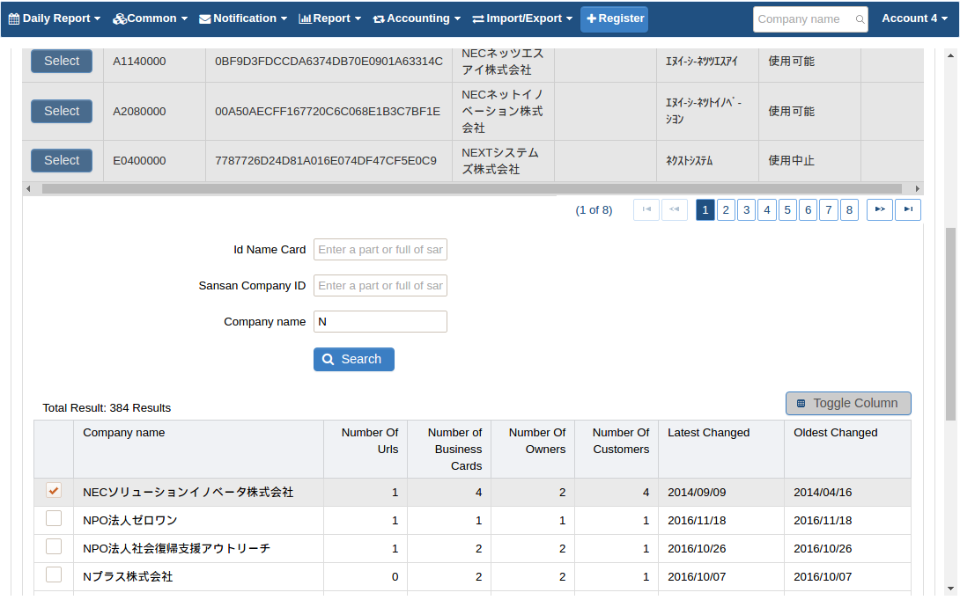 Daily Report Common Notification Report Accounting Import/Export Register Company name Account 4
Select A1140000 0BF9D3FDCCDA6374DB70E0901A63314C NECネッツエス ｴﾇｲ-ｼ-ﾈｯﾂｴｽｱｲ 使用可能
アイ株式会社
Select A2080000 00A50AECFF167720C6C068E1B3C7BF1E NECネットイノ ｴﾇｲ-ｼ-ﾈｯﾄｲﾉﾍﾞ- 使用可能
ベーション株式 ｼｮﾝ
会社
Select E0400000 7787726D24D81A016E074DF47CF5E0C9 NEXTシステム ﾈｸｽﾄｼｽﾃﾑ 使用中止
ズ株式会社
(1 of 8) 1 2 3 4 5 6 7 8
Id Name Card Enter a part or full of sar
Sansan Company ID Enter a part or full of sar
Company name N
Search
Total Result: 384 Results Toggle Column
Company name Number Of Number of Number Of Number Of Latest Changed Oldest Changed
Urls Business Owners Customers
Cards
NECソリューションイノベータ株式会社 1 4 2 4 2014/09/09 2014/04/16
NPO法人ゼロワン 1 1 1 1 2016/11/18 2016/11/18
NPO法人社会復帰支援アウトリーチ 1 2 2 1 2016/10/26 2016/10/26
Nプラス株式会社 0 2 2 1 2016/10/07 2016/10/07